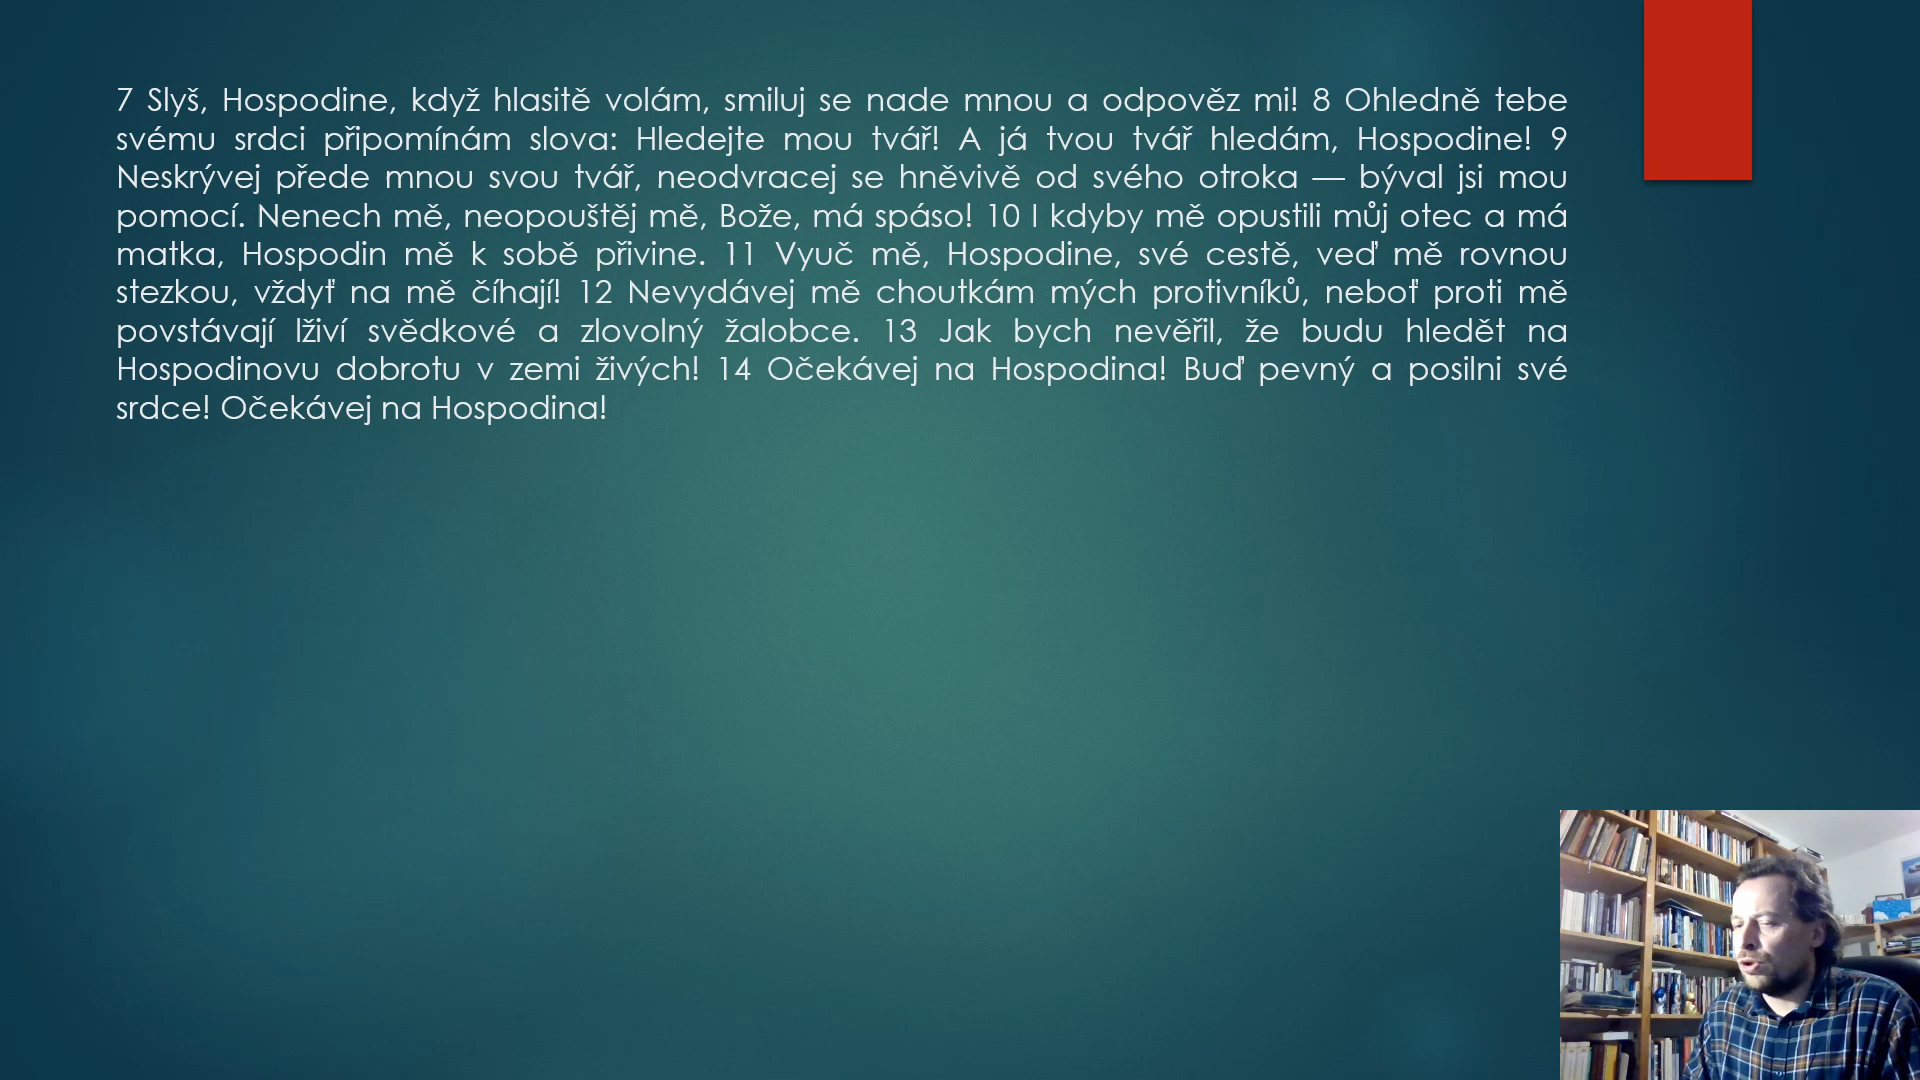 7 Slyš, Hospodine, když hlasitě volám, smiluj se nade mnou a odpověz mi! 8 Ohledně tebe
svému srdci připomínám slova: Hledejte mou tvář! A já tvou tvář hledám, Hospodine! 9
Neskrývej přede mnou svou tvář, neodvracej se hněvivě od svého otroka — býval jsi mou
pomocí. Nenech mě, neopouštěj mě, Bože, má spáso! 10 I kdyby mě opustili můj otec a má
matka, Hospodin mě k sobě přivine. 11 Vyuč mě, Hospodine, své cestě, veď mě rovnou
stezkou, vždyť na mě číhají! 12 Nevydávej mě choutkám mých protivníků, neboť proti mě
povstávají lživí svědkové a zlovolný žalobce. 13 Jak bych nevěřil, že budu hledět na
Hospodinovu dobrotu v zemi živých! 14 Očekávej na Hospodina! Buď pevný a posilni své
srdce! Očekávej na Hospodina!